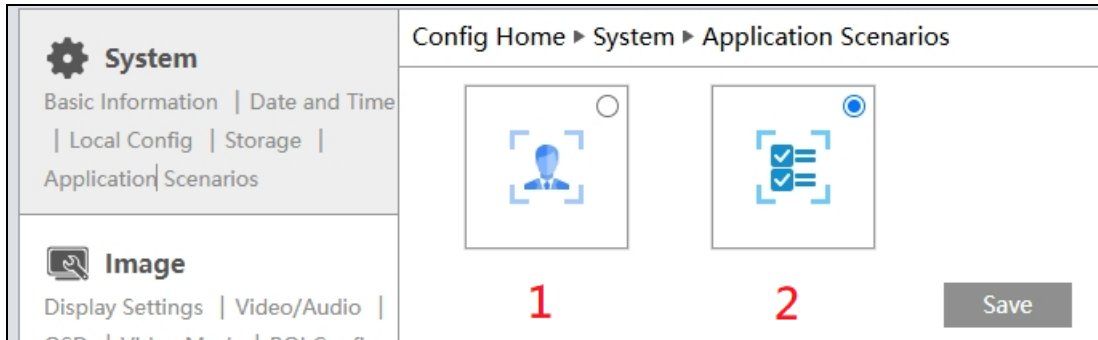 System
Basic Information | Date and Time
| Local Config | Storage |
Application Scenarios
Image
Display Settings | Video/Audio |
Config Home ▸ System ▸ Application Scenarios
1
2
Save